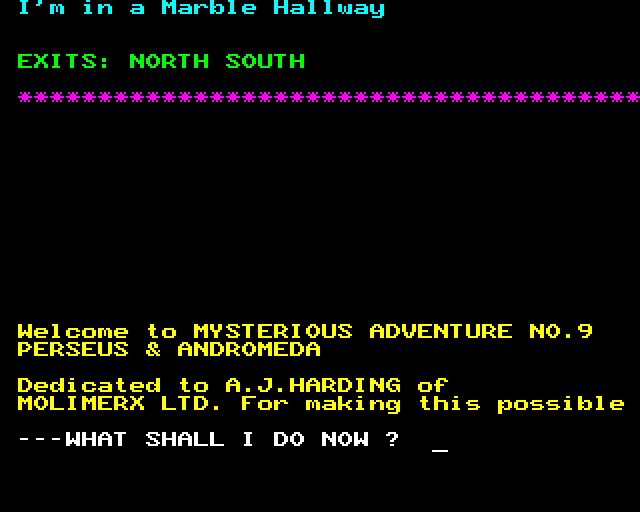 I'm in a Marble Hallway
EXITS: NORTH SOUTH
***************************************
Welcome to MYSTERIOUS ADVENTURE NO.9
PERSEUS & ANDROMEDA
Dedicated to A.J.HARDING of
MOLIMERX LTD. For making this possible
---WHAT SHALL I DO NOW ? _